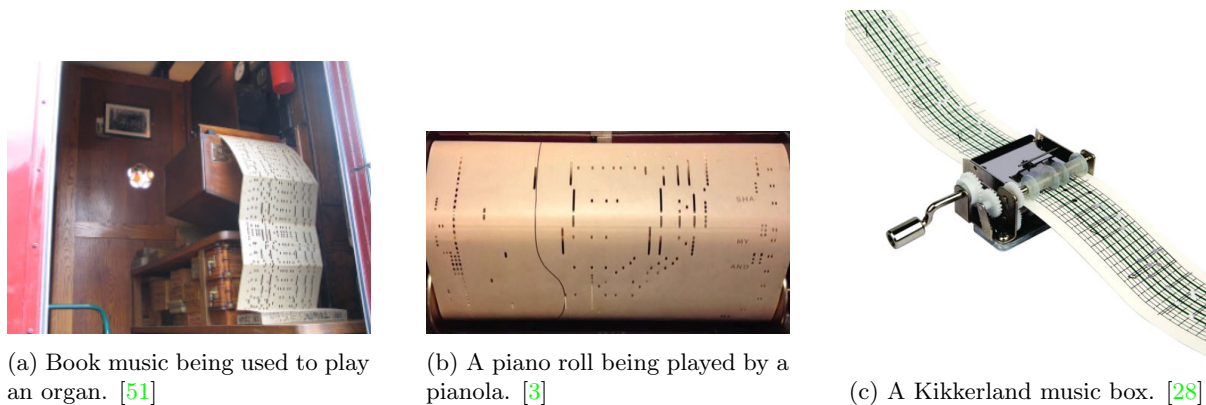 SHA
MY
AND
(a) Book music being used to play
an organ. [51]
(b) A piano roll being played by a
pianola. [3]
(c) A Kikkerland music box. [28]